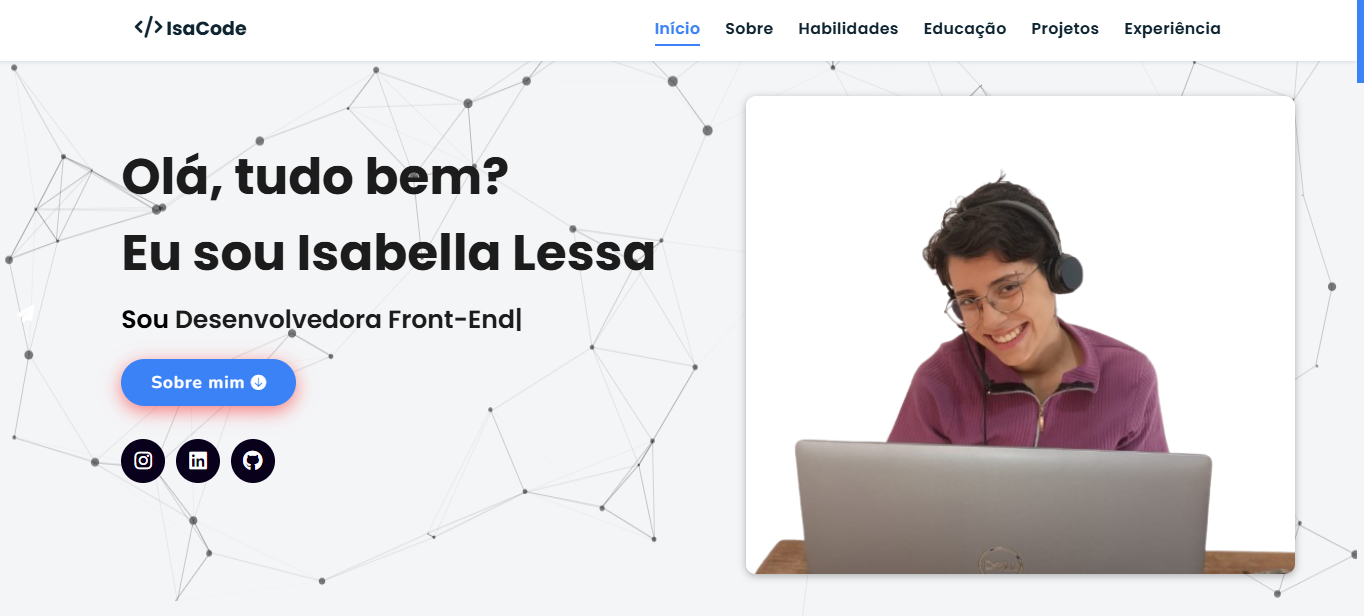 </> IsaCode
Início Sobre Habilidades Educação Projetos Experiência
Olá, tudo bem?
Eu sou Isabella Lessa
Sou Desenvolvedora Front-End|
Sobre mim
in